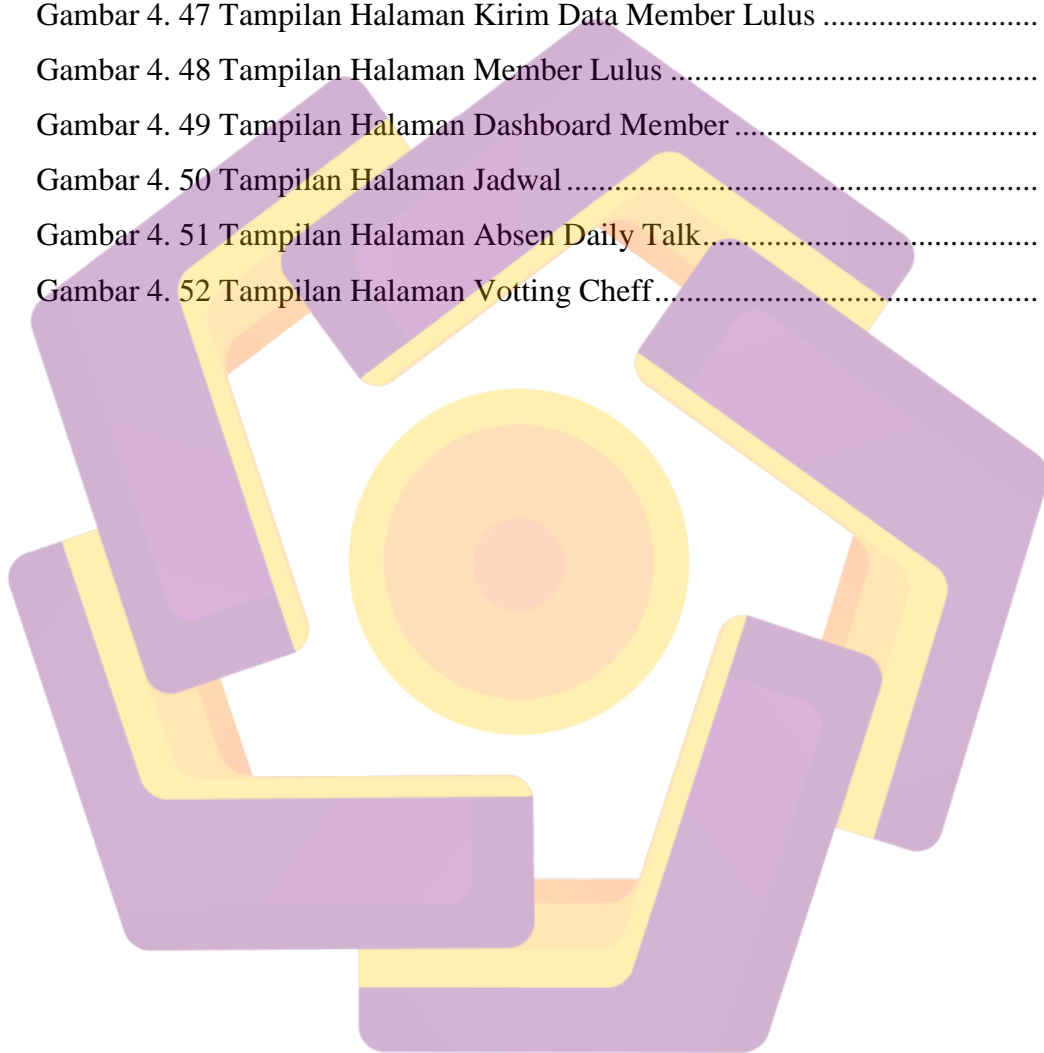 Gambar 4. 47 Tampilan Halaman Kirim Data Member Lulus ..........................
Gambar 4. 48 Tampilan Halaman Member Lulus ............................................
Gambar 4. 49 Tampilan Halaman Dashboard Member .....................................
Gambar 4. 50 Tampilan Halaman Jadwal .........................................................
Gambar 4. 51 Tampilan Halaman Absen Daily Talk.........................................
Gambar 4. 52 Tampilan Halaman Votting Cheff...............................................